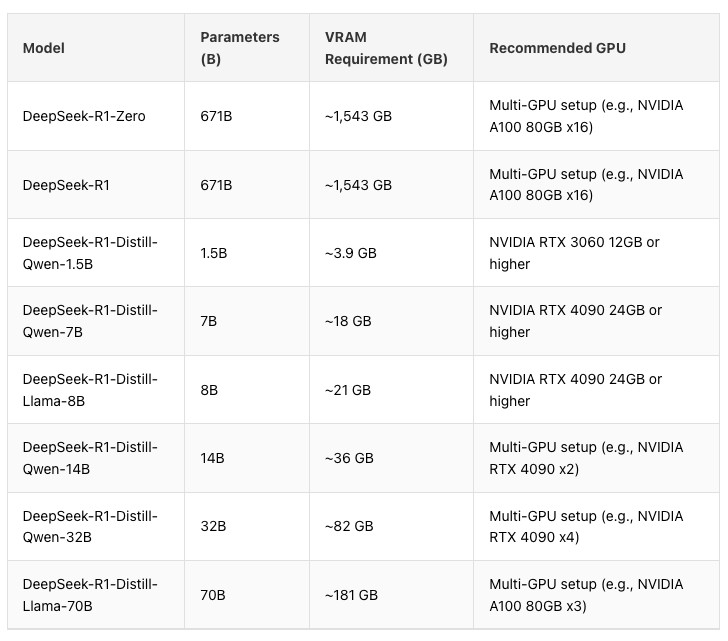 Model
Parameters
(B)
VRAM
Requirement (GB)
Recommended GPU
DeepSeek-R1-Zero
671B
~1,543 GB
Multi-GPU setup (e.g., NVIDIA
A100 80GB x16)
DeepSeek-R1
671B
~1,543 GB
Multi-GPU setup (e.g., NVIDIA
A100 80GB x16)
DeepSeek-R1-Distill-
Qwen-1.5B
1.5B
~3.9 GB
NVIDIA RTX 3060 12GB or
higher
DeepSeek-R1-Distill-
Qwen-7B
7B
~18 GB
NVIDIA RTX 4090 24GB or
higher
DeepSeek-R1-Distill-
Llama-8B
8B
~21 GB
NVIDIA RTX 4090 24GB or
higher
DeepSeek-R1-Distill-
Qwen-14B
14B
~36 GB
Multi-GPU setup (e.g., NVIDIA
RTX 4090 x2)
DeepSeek-R1-Distill-
Qwen-32B
32B
~82 GB
Multi-GPU setup (e.g., NVIDIA
RTX 4090 x4)
DeepSeek-R1-Distill-
Llama-70B
70B
~181 GB
Multi-GPU setup (e.g., NVIDIA
A100 80GB x3)